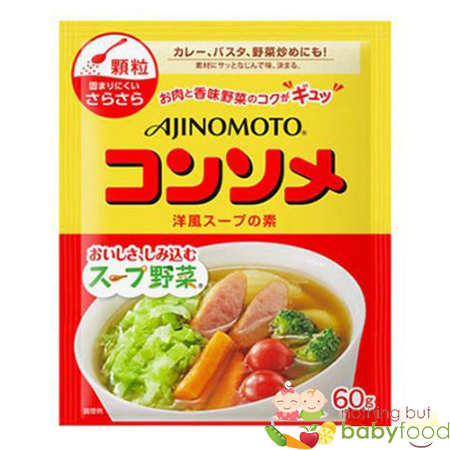 カレー、パスタ、野菜炒めにも!
素材にサッとなじんで味、決まる。
顆粒
固まりにくい
さらさら
お肉と香味野菜のコクがギュッ
AJINOMOTO®
コンソメ
洋風スープの素
おいしさ、しみ込む
スープ野菜®
調理例
60g
nothing but
babyfood